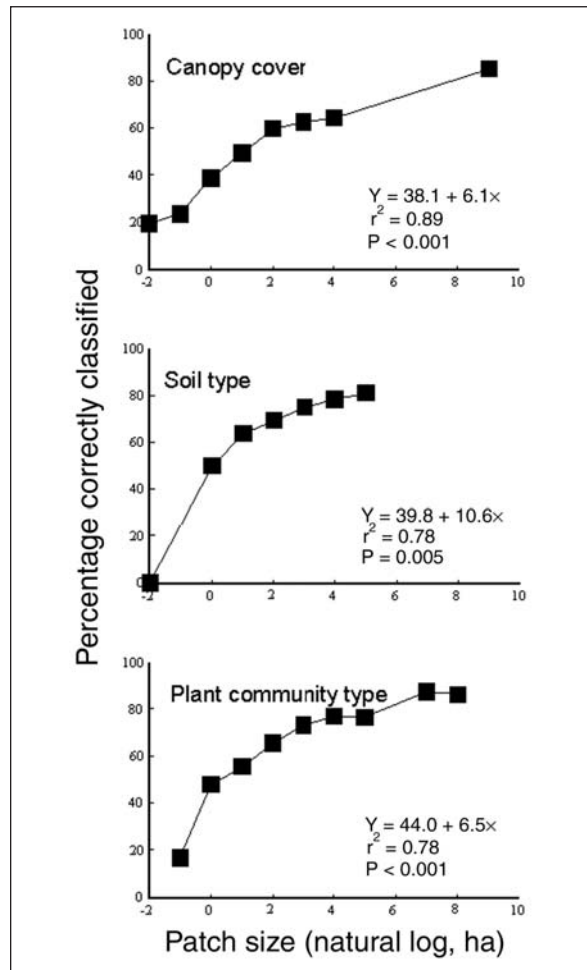 Percentage correctly classified
100
Canopy cover
80
60
40
20
0
Y = 38.1 + 6.1×
r² = 0.89
P < 0.001
-2 0 2 4 6 8 10
100
Soil type
80
60
40
20
0
Y = 39.8 + 10.6×
r² = 0.78
P = 0.005
-2 0 2 4 6 8 10
100
Plant community type
80
60
40
20
0
Y = 44.0 + 6.5×
r² = 0.78
P < 0.001
-2 0 2 4 6 8 10
Patch size (natural log, ha)